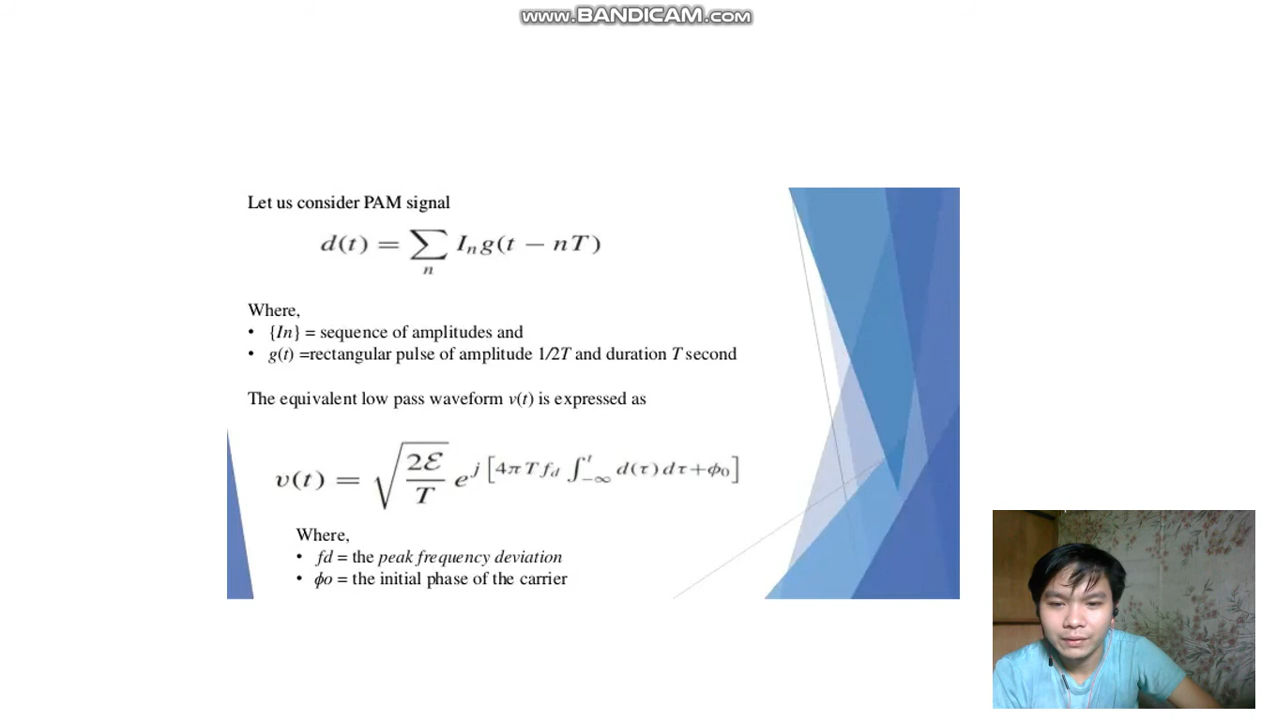 www.BANDICAM.com
Let us consider PAM signal
d(t) = ∑ₙ Iₙg(t − nT)
Where,
• {In} = sequence of amplitudes and
• g(t) =rectangular pulse of amplitude 1/2T and duration T second
The equivalent low pass waveform v(t) is expressed as
v(t) = √(2ℰ/T) e^j[4πTf_d ∫_−∞^t d(τ)dτ+ϕ₀]
Where,
• fd = the peak frequency deviation
• ϕo = the initial phase of the carrier